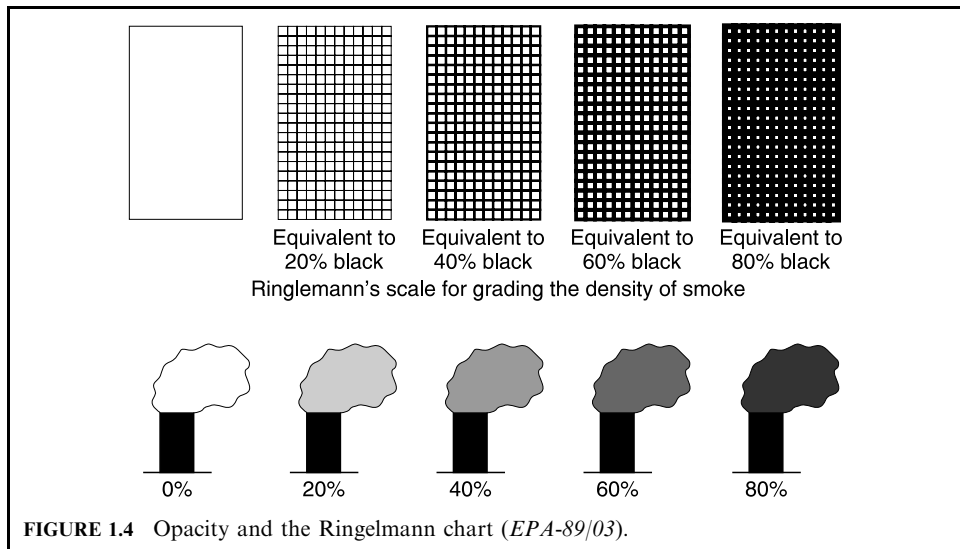 Equivalent to Equivalent to Equivalent to Equivalent to
20% black 40% black 60% black 80% black
Ringlemann's scale for grading the density of smoke
0% 20% 40% 60% 80%
FIGURE 1.4 Opacity and the Ringelmann chart (EPA-89/03).